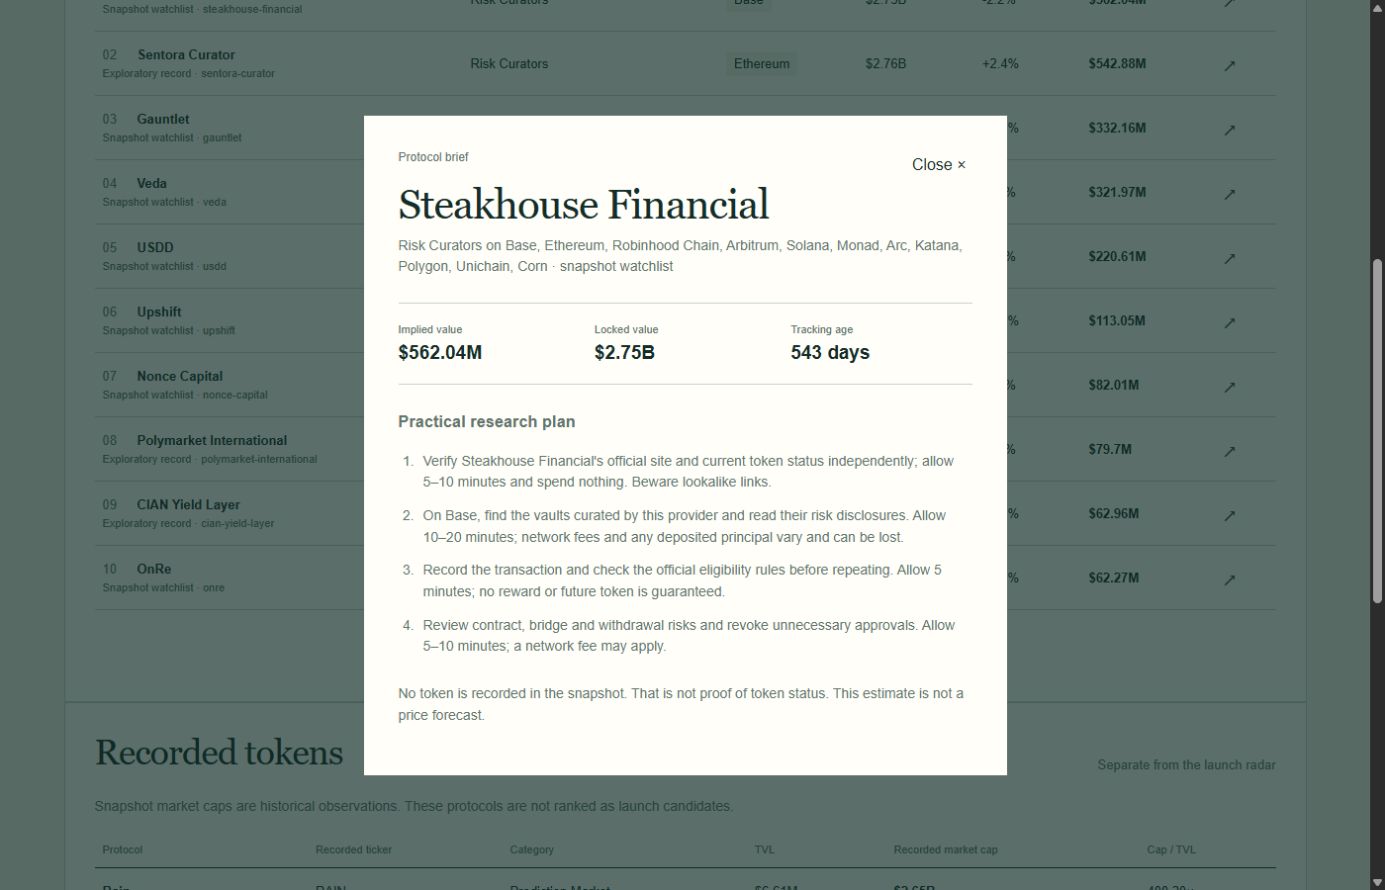 Snapshot watchlist · steakhouse-financial
Risk Curators
Base
$2.75B
-2.2%
$562.04M
↗
02 Sentora Curator
Exploratory record · sentora-curator
Risk Curators
Ethereum
$2.76B
+2.4%
$542.88M
↗
03 Gauntlet
Snapshot watchlist · gauntlet
%
$332.16M
↗
04 Veda
Snapshot watchlist · veda
%
$321.97M
↗
05 USDD
Snapshot watchlist · usdd
%
$220.61M
↗
06 Upshift
Snapshot watchlist · upshift
%
$113.05M
↗
07 Nonce Capital
Snapshot watchlist · nonce-capital
%
$82.01M
↗
08 Polymarket International
Exploratory record · polymarket-international
%
$79.7M
↗
09 CIAN Yield Layer
Exploratory record · cian-yield-layer
%
$62.96M
↗
10 OnRe
Snapshot watchlist · onre
%
$62.27M
↗
Protocol brief
Close ×
Steakhouse Financial
Risk Curators on Base, Ethereum, Robinhood Chain, Arbitrum, Solana, Monad, Arc, Katana,
Polygon, Unichain, Corn · snapshot watchlist
Implied value
$562.04M
Locked value
$2.75B
Tracking age
543 days
Practical research plan
1. Verify Steakhouse Financial's official site and current token status independently; allow
5–10 minutes and spend nothing. Beware lookalike links.
2. On Base, find the vaults curated by this provider and read their risk disclosures. Allow
10–20 minutes; network fees and any deposited principal vary and can be lost.
3. Record the transaction and check the official eligibility rules before repeating. Allow 5
minutes; no reward or future token is guaranteed.
4. Review contract, bridge and withdrawal risks and revoke unnecessary approvals. Allow
5–10 minutes; a network fee may apply.
No token is recorded in the snapshot. That is not proof of token status. This estimate is not a
price forecast.
Recorded tokens
Separate from the launch radar
Snapshot market caps are historical observations. These protocols are not ranked as launch candidates.
Protocol
Recorded ticker
Category
TVL
Recorded market cap
Cap / TVL
Rain
RAIN
Prediction Market